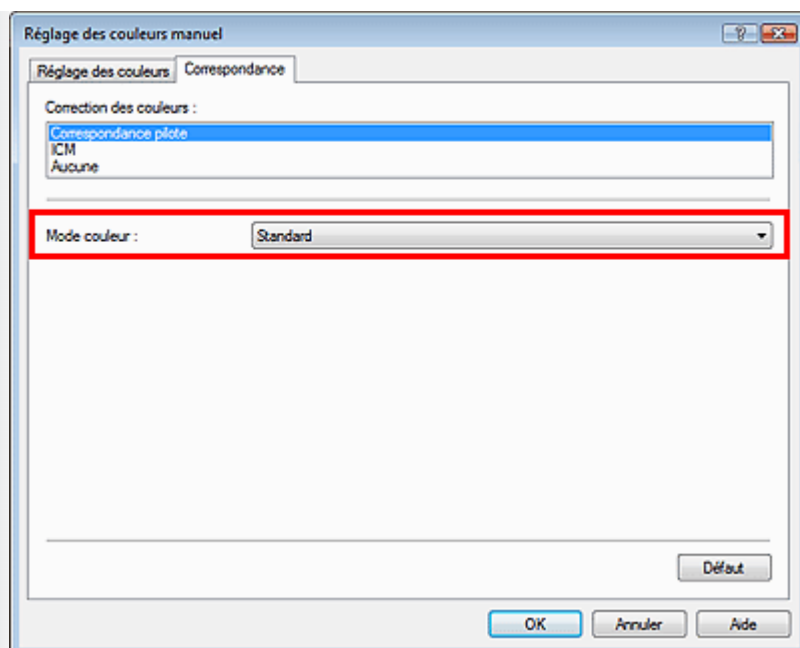 Réglage des couleurs manuel
Réglage des couleurs Correspondance
Correction des couleurs :
Correspondance pilote
ICM
Aucune
Mode couleur : Standard
Défaut
OK Annuler Aide